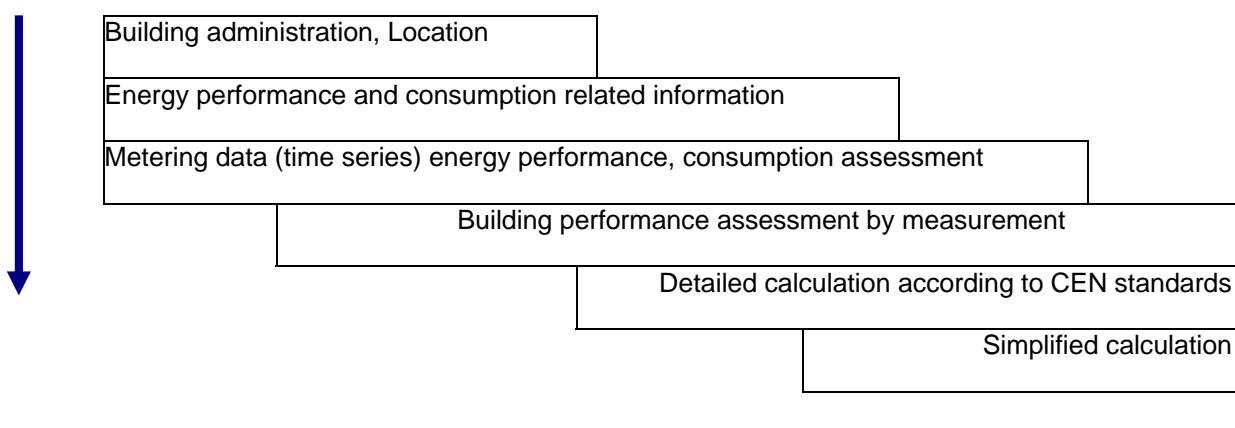 Building administration, Location
Energy performance and consumption related information
Metering data (time series) energy performance, consumption assessment
Building performance assessment by measurement
Detailed calculation according to CEN standards
Simplified calculation